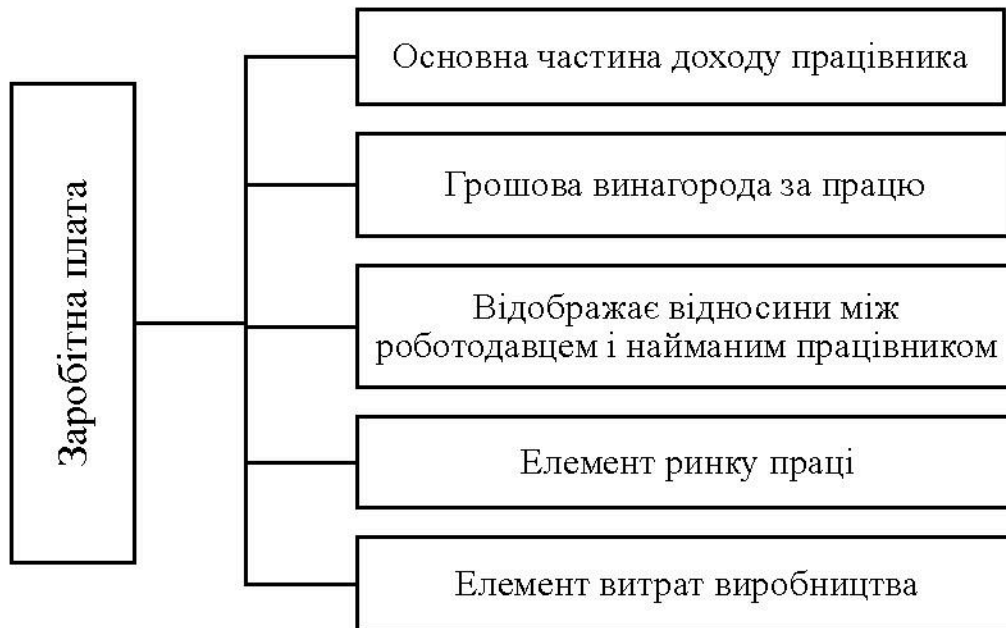 Заробітна плата
Основна частина доходу працівника
Грошова винагорода за працю
Відображає відносини між
роботодавцем і найманим працівником
Елемент ринку праці
Елемент витрат виробництва